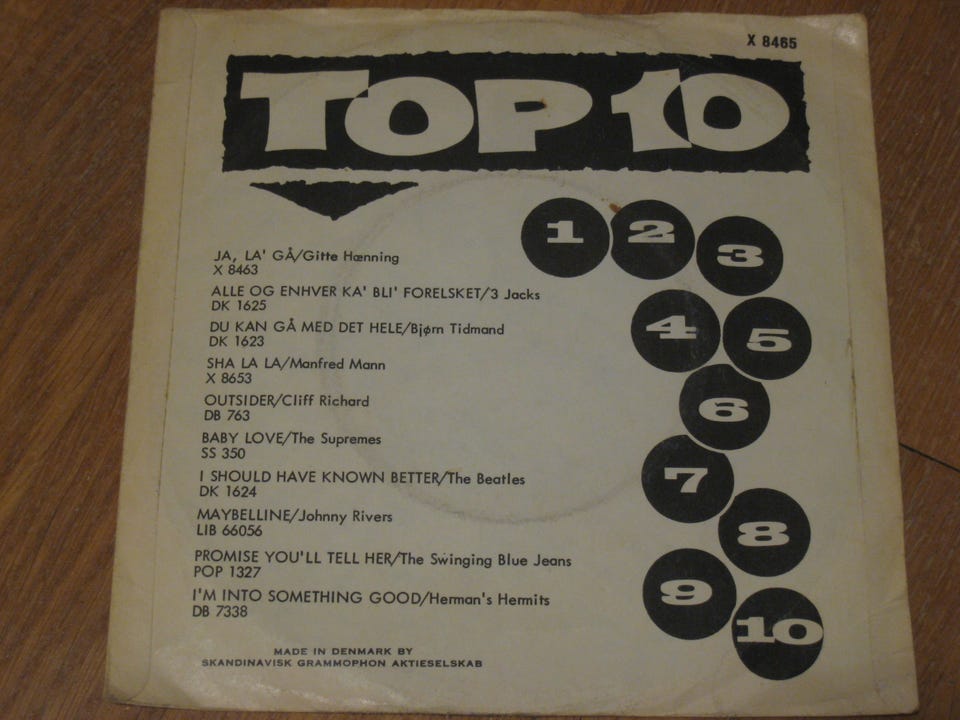 X 8465
TOP 10
1 2 3
4 5
6
7
8
9
10
JA, LA' GÅ/Gitte Hænning
X 8463
ALLE OG ENHVER KA' BLI' FORELSKET/3 Jacks
DK 1625
DU KAN GÅ MED DET HELE/Bjørn Tidmand
DK 1623
SHA LA LA/Manfred Mann
X 8653
OUTSIDER/Cliff Richard
DB 763
BABY LOVE/The Supremes
SS 350
I SHOULD HAVE KNOWN BETTER/The Beatles
DK 1624
MAYBELLINE/Johnny Rivers
LIB 66056
PROMISE YOU'LL TELL HER/The Swinging Blue Jeans
POP 1327
I'M INTO SOMETHING GOOD/Herman's Hermits
DB 7338
MADE IN DENMARK BY
SKANDINAVISK GRAMMOPHON AKTIESELSKAB